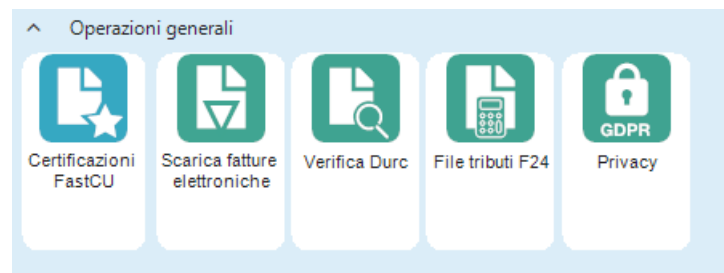 Operazioni generali
Certificazioni
FastCU
Scarica fatture
elettroniche
Verifica Durc
File tributi F24
GDPR
Privacy